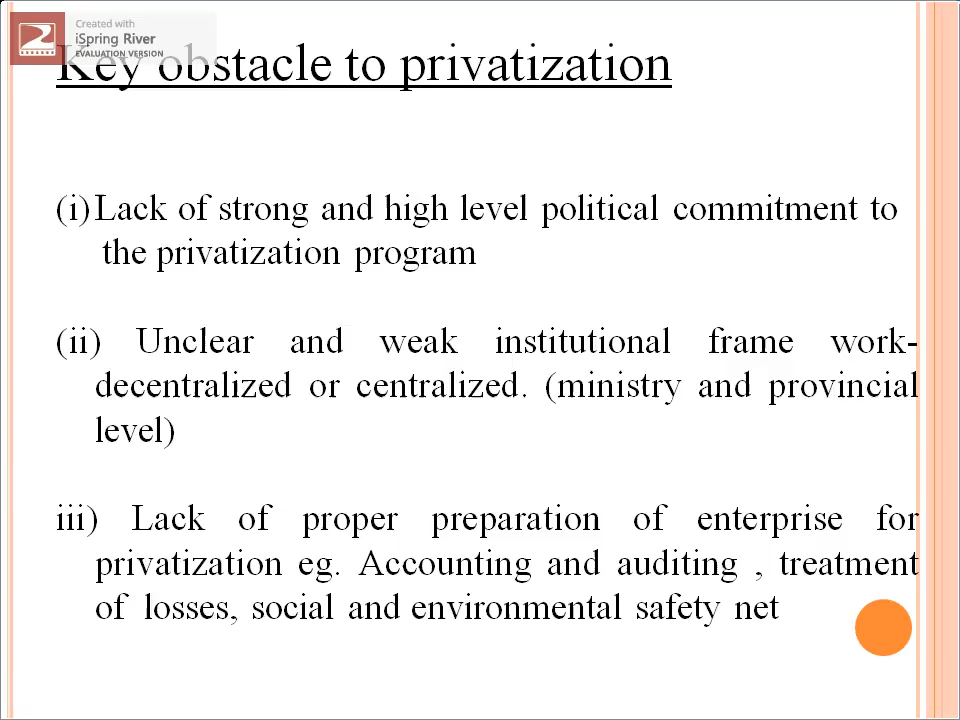 Created with
iSpring River
EVALUATION VERSION
Key obstacle to privatization
(i) Lack of strong and high level political commitment to
the privatization program
(ii) Unclear and weak institutional frame work-
decentralized or centralized. (ministry and provincial
level)
iii) Lack of proper preparation of enterprise for
privatization eg. Accounting and auditing , treatment
of losses, social and environmental safety net